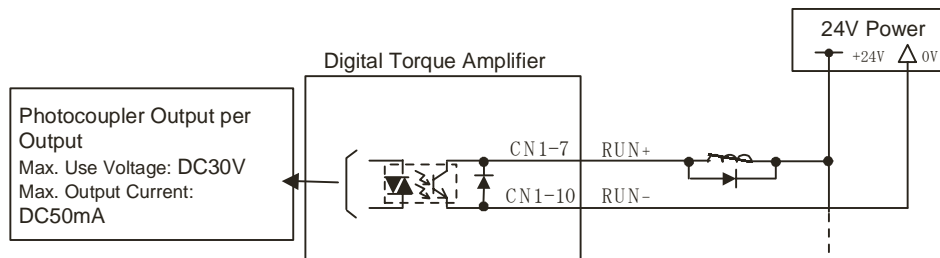 24V Power
+24V 0V
Digital Torque Amplifier
Photocoupler Output per
Output
Max. Use Voltage: DC30V
Max. Output Current:
DC50mA
CN1-7 RUN+
CN1-10 RUN-